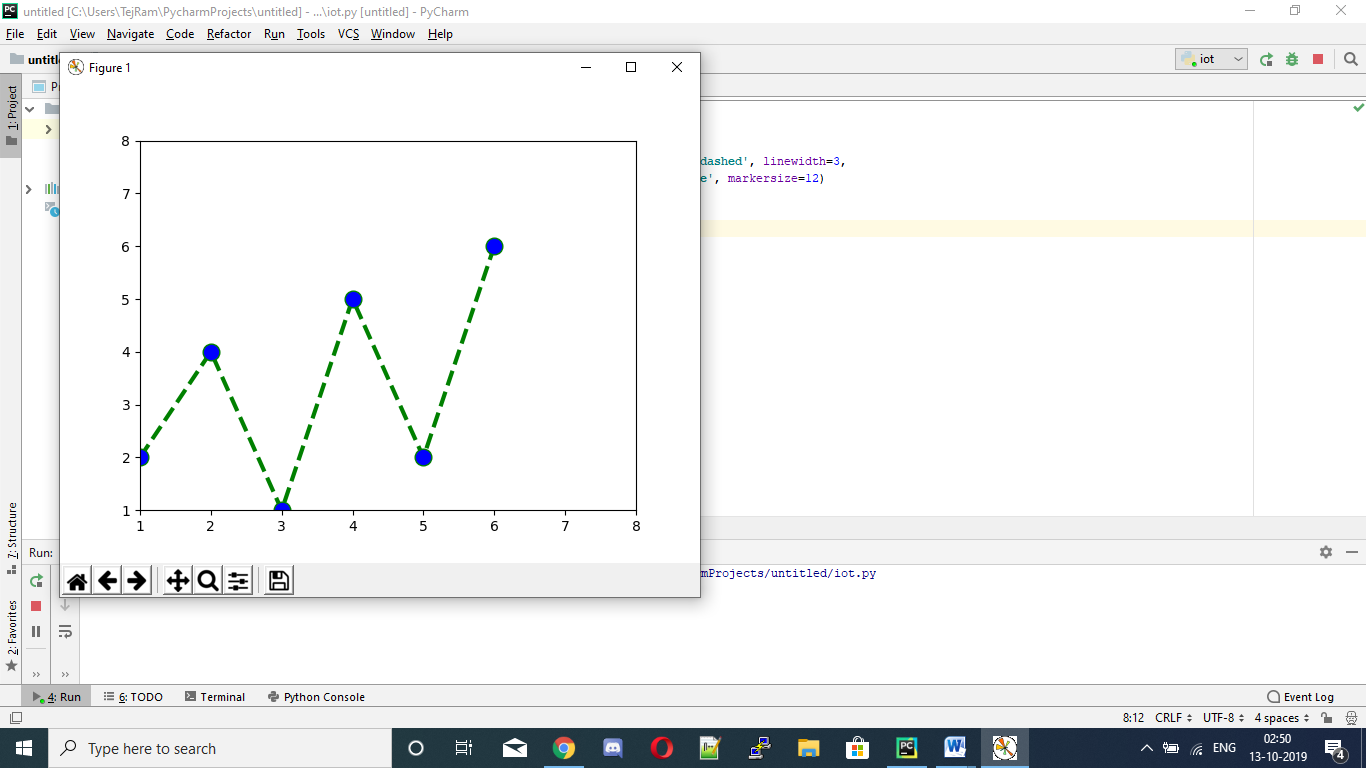 untitled [C:\Users\TejRam\PycharmProjects\untitled] - ...\iot.py [untitled] - PyCharm
File Edit View Navigate Code Refactor Run Tools VCS Window Help
iot
Figure 1
1: Project
dashed', linewidth=3,
e', markersize=12)
8
7
6
5
4
3
2
1
1 2 3 4 5 6 7 8
7: Structure
2: Favorites
Run:
mProjects/untitled/iot.py
4: Run 6: TODO Terminal Python Console Event Log
8:12 CRLF UTF-8 4 spaces
Type here to search
ENG
02:50
13-10-2019
4